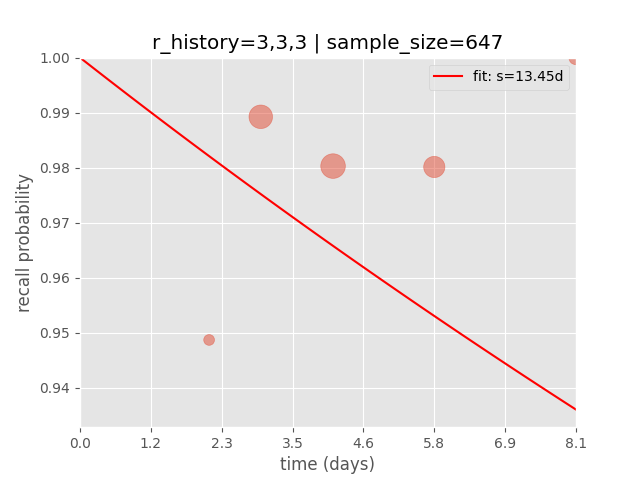 r_history=3,3,3 | sample_size=647
fit: s=13.45d
1.00
0.99
0.98
0.97
0.96
0.95
0.94
recall probability
0.0 1.2 2.3 3.5 4.6 5.8 6.9 8.1
time (days)